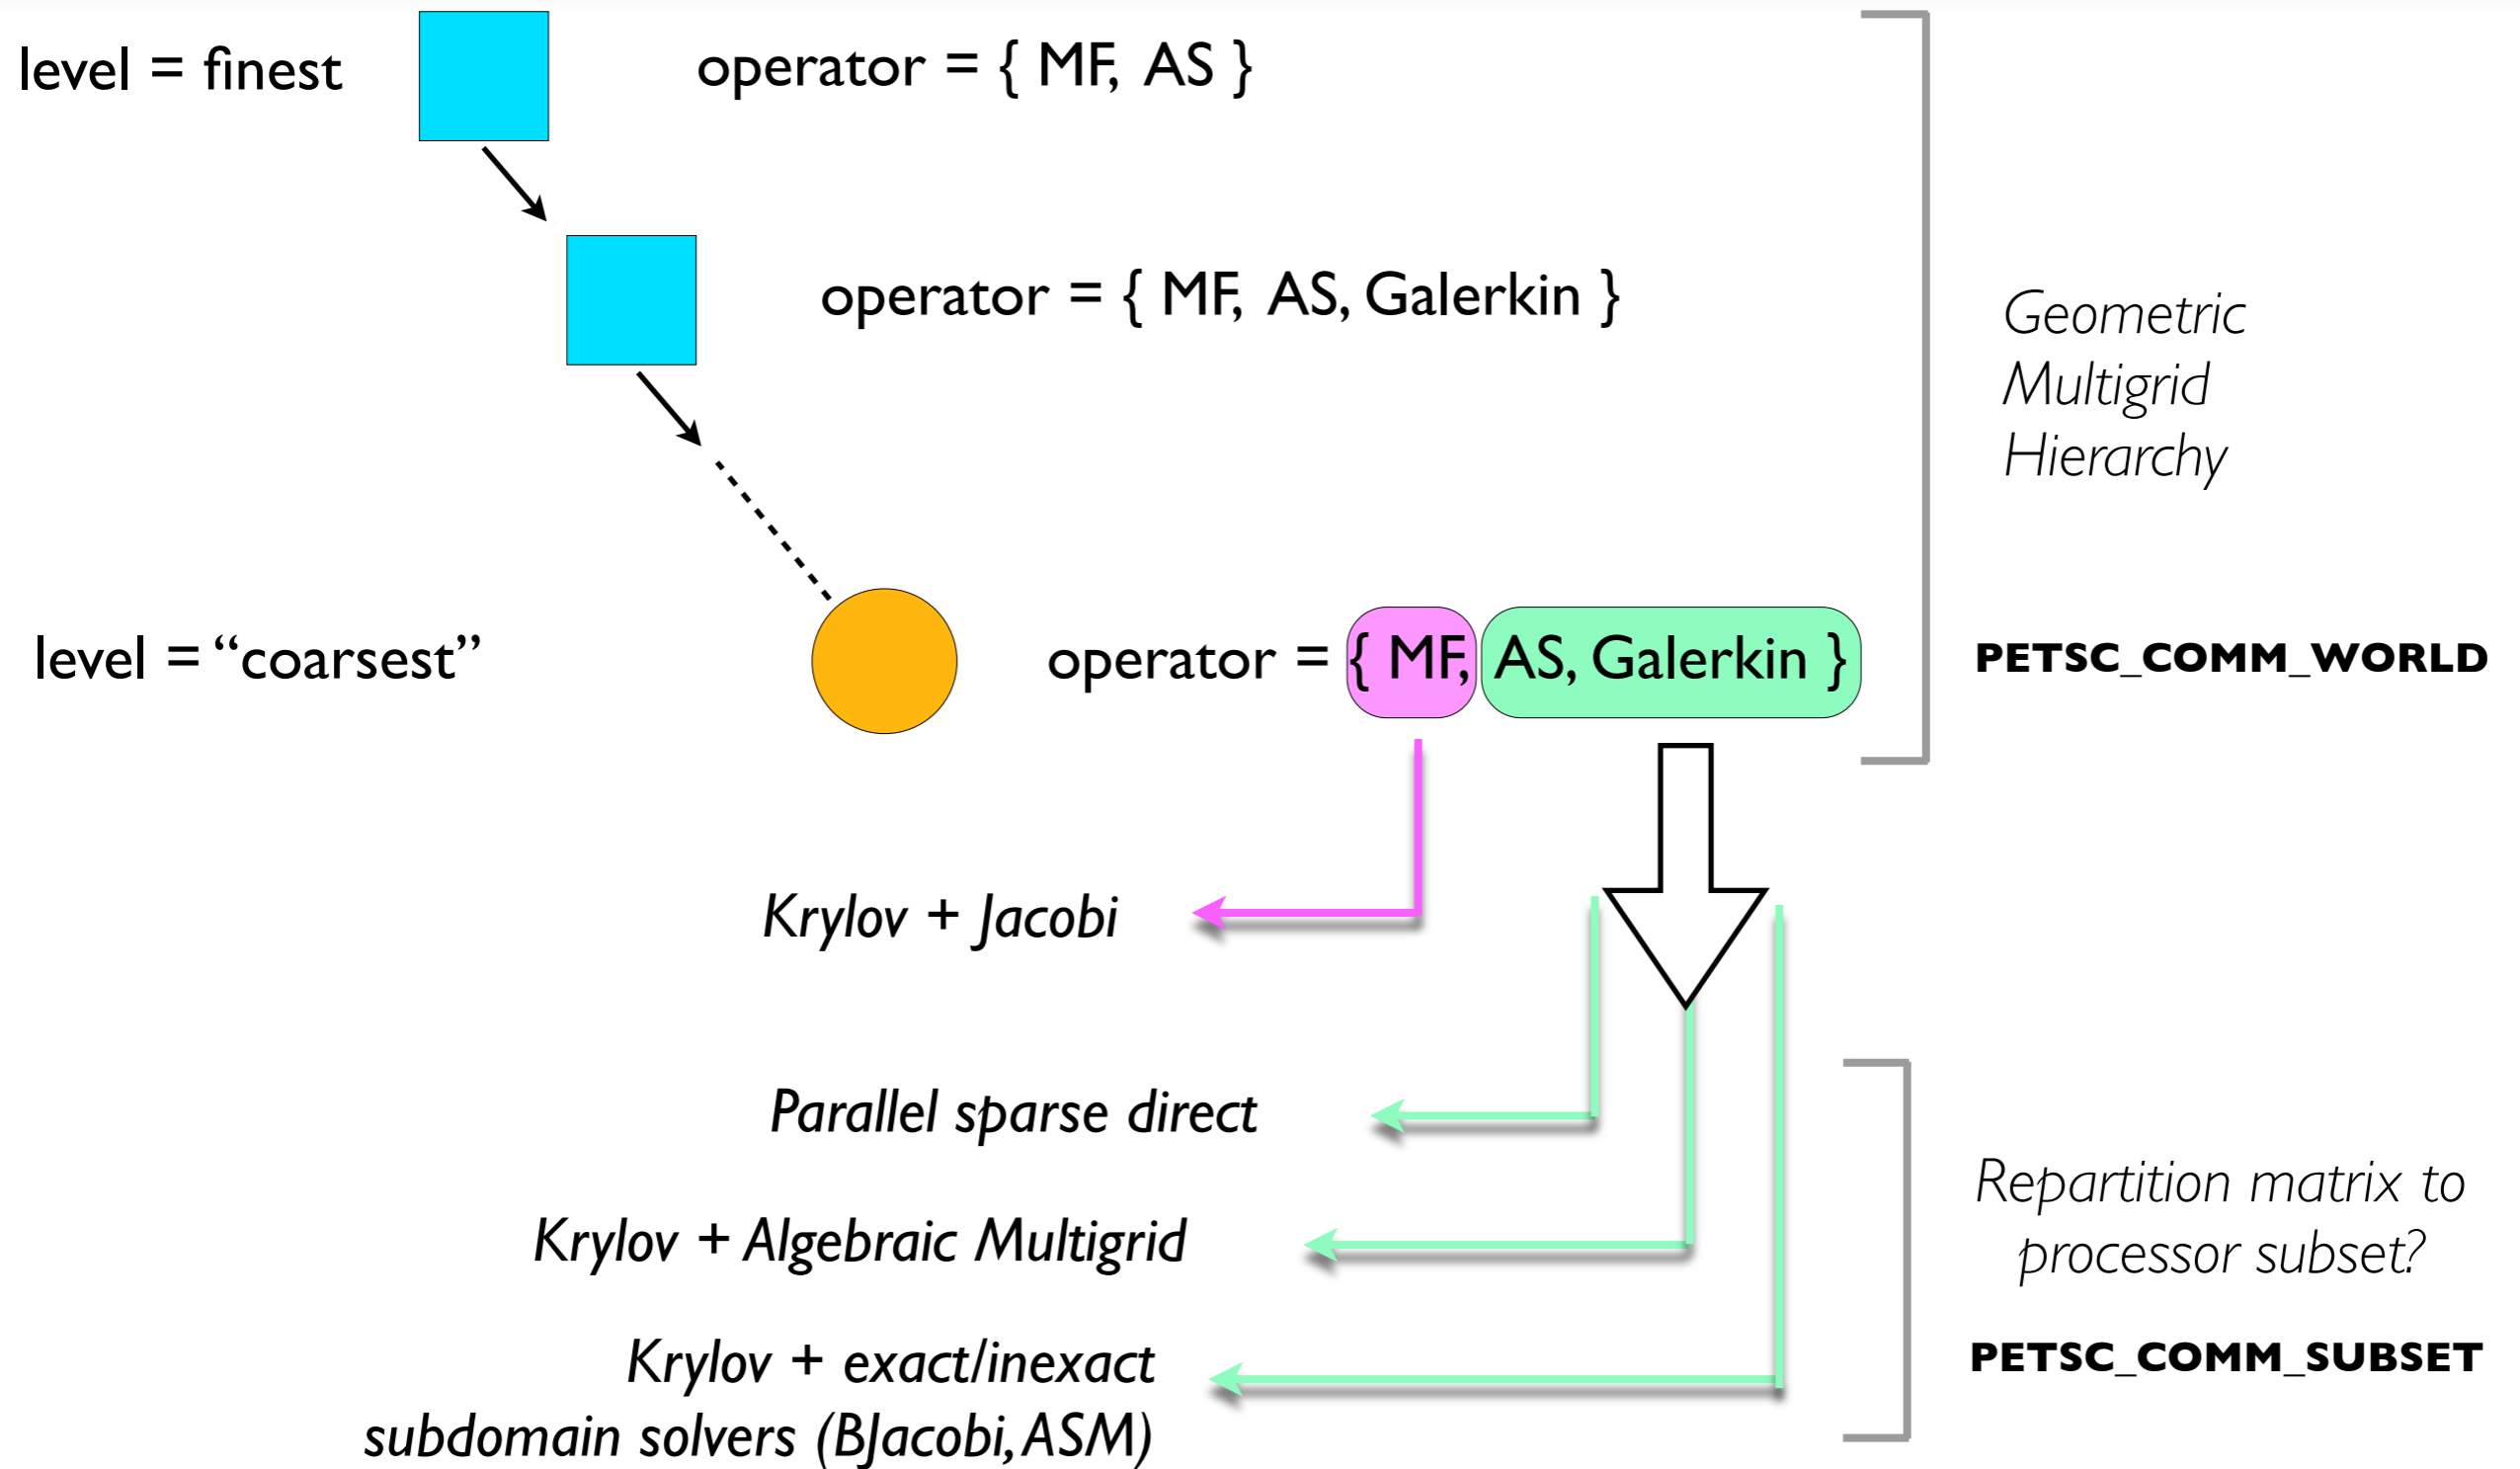 level = finest
operator = { MF, AS }
operator = { MF, AS, Galerkin }
Geometric
Multigrid
Hierarchy
level = “coarsest”
operator = { MF, AS, Galerkin }
PETSC_COMM_WORLD
Krylov + Jacobi
Parallel sparse direct
Krylov + Algebraic Multigrid
Krylov + exact/inexact
subdomain solvers (BJacobi, ASM)
Repartition matrix to
processor subset?
PETSC_COMM_SUBSET